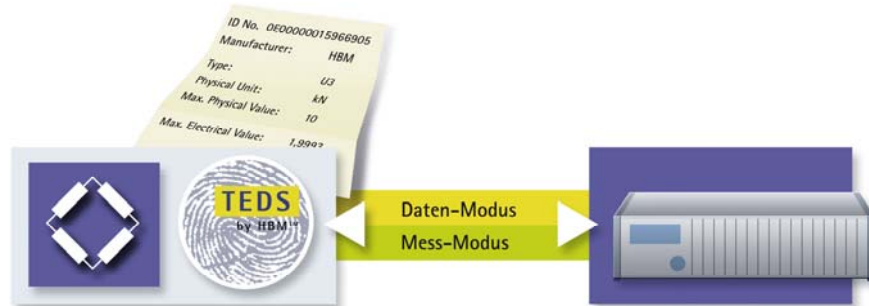 ID No. 0E00000015966905
Manufacturer: HBM
Type: U3
Physical Unit: kN
Max. Physical Value: 10
Max. Electrical Value: 1,9993
TEDS
by HBM™
Daten-Modus
Mess-Modus